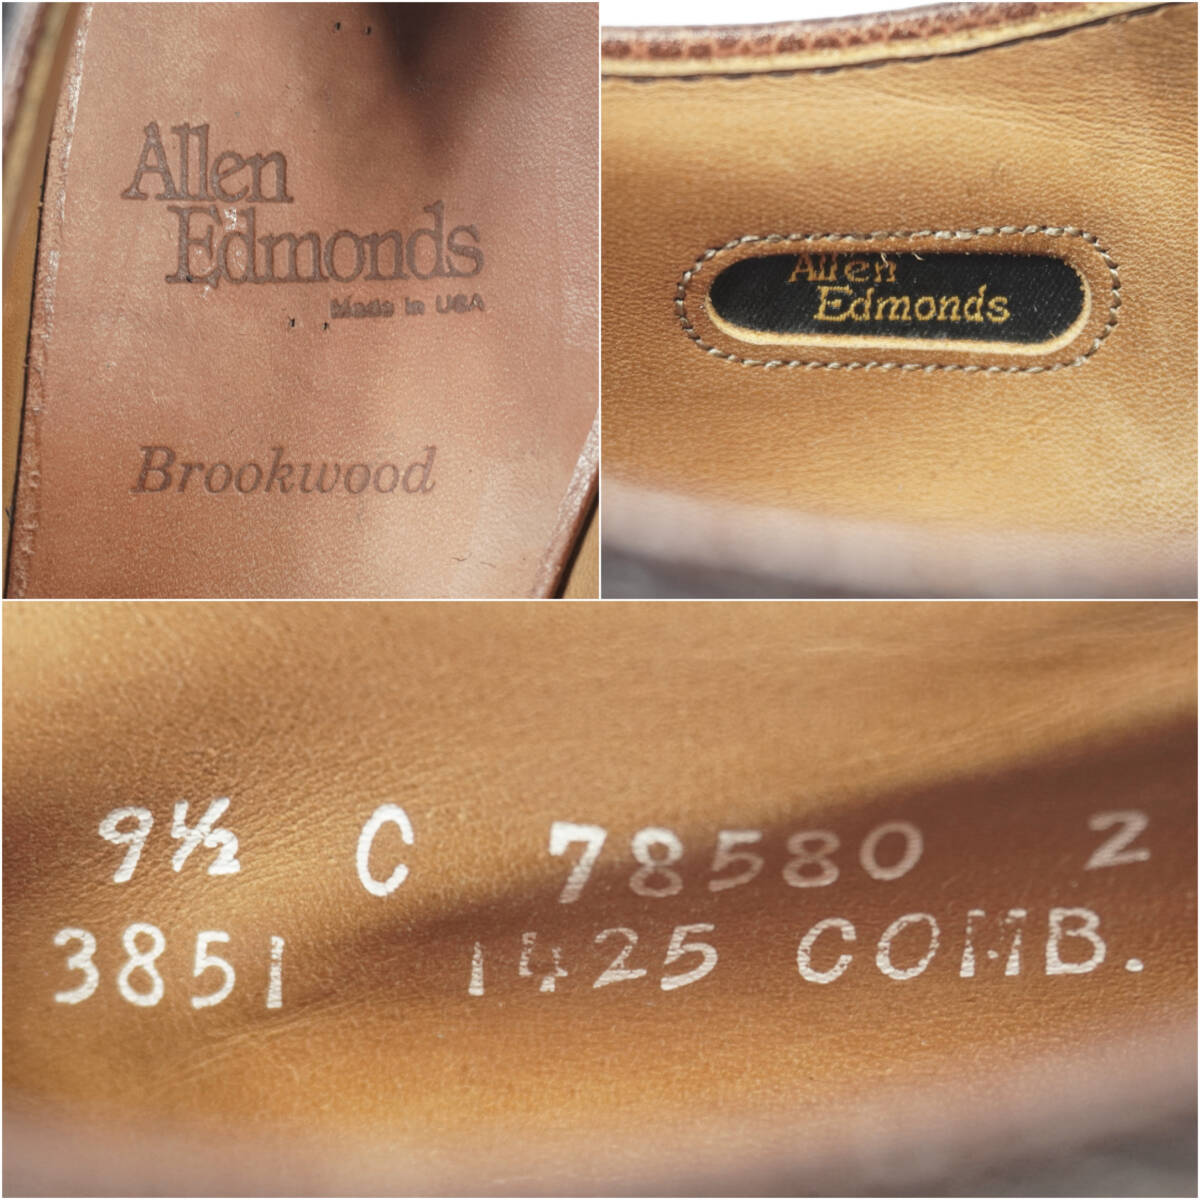 Allen
Edmonds
Made in USA
Brookwood
Allen
Edmonds
9½ C 78580 2
3851 1425 COMB.